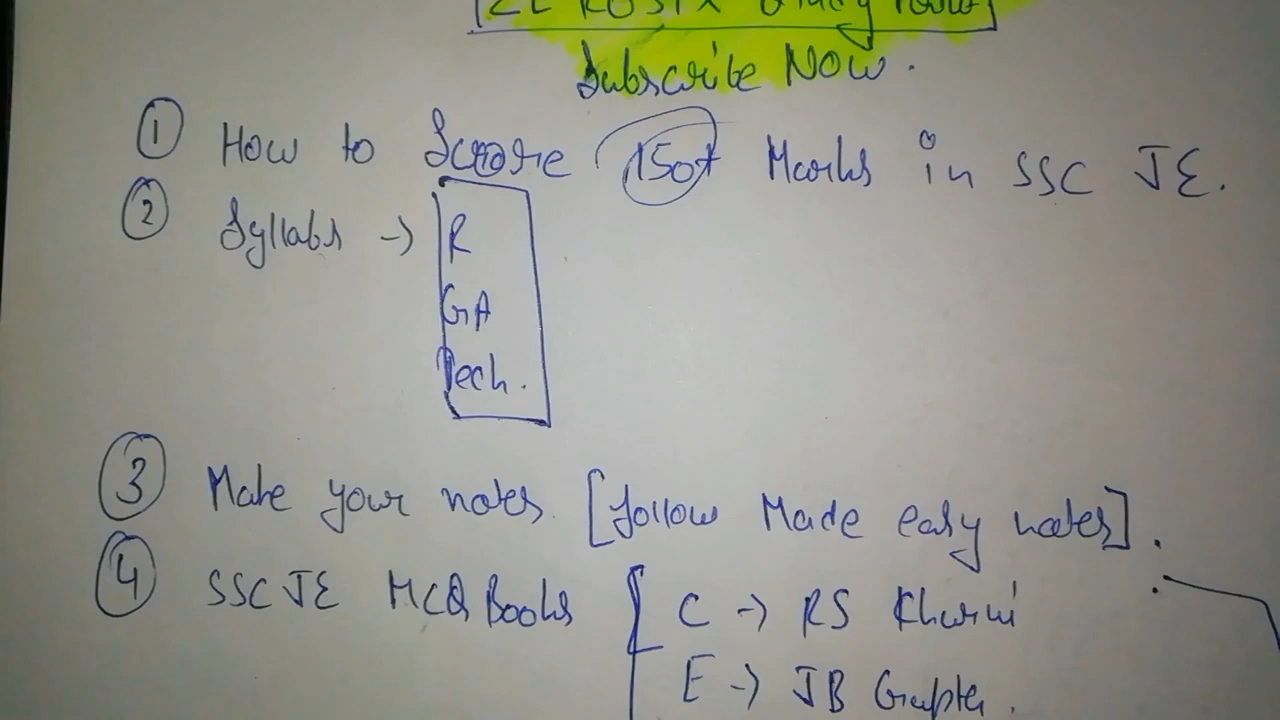 Subscribe Now.
① How to Score 150+ Marks in SSC JE.
② Syllabs → R
GA
Tech.
③ Make your notes. [follow Made easy notes].
④ SSC JE MCQ Books { C → RS Khurmi
E → JB Gupta.